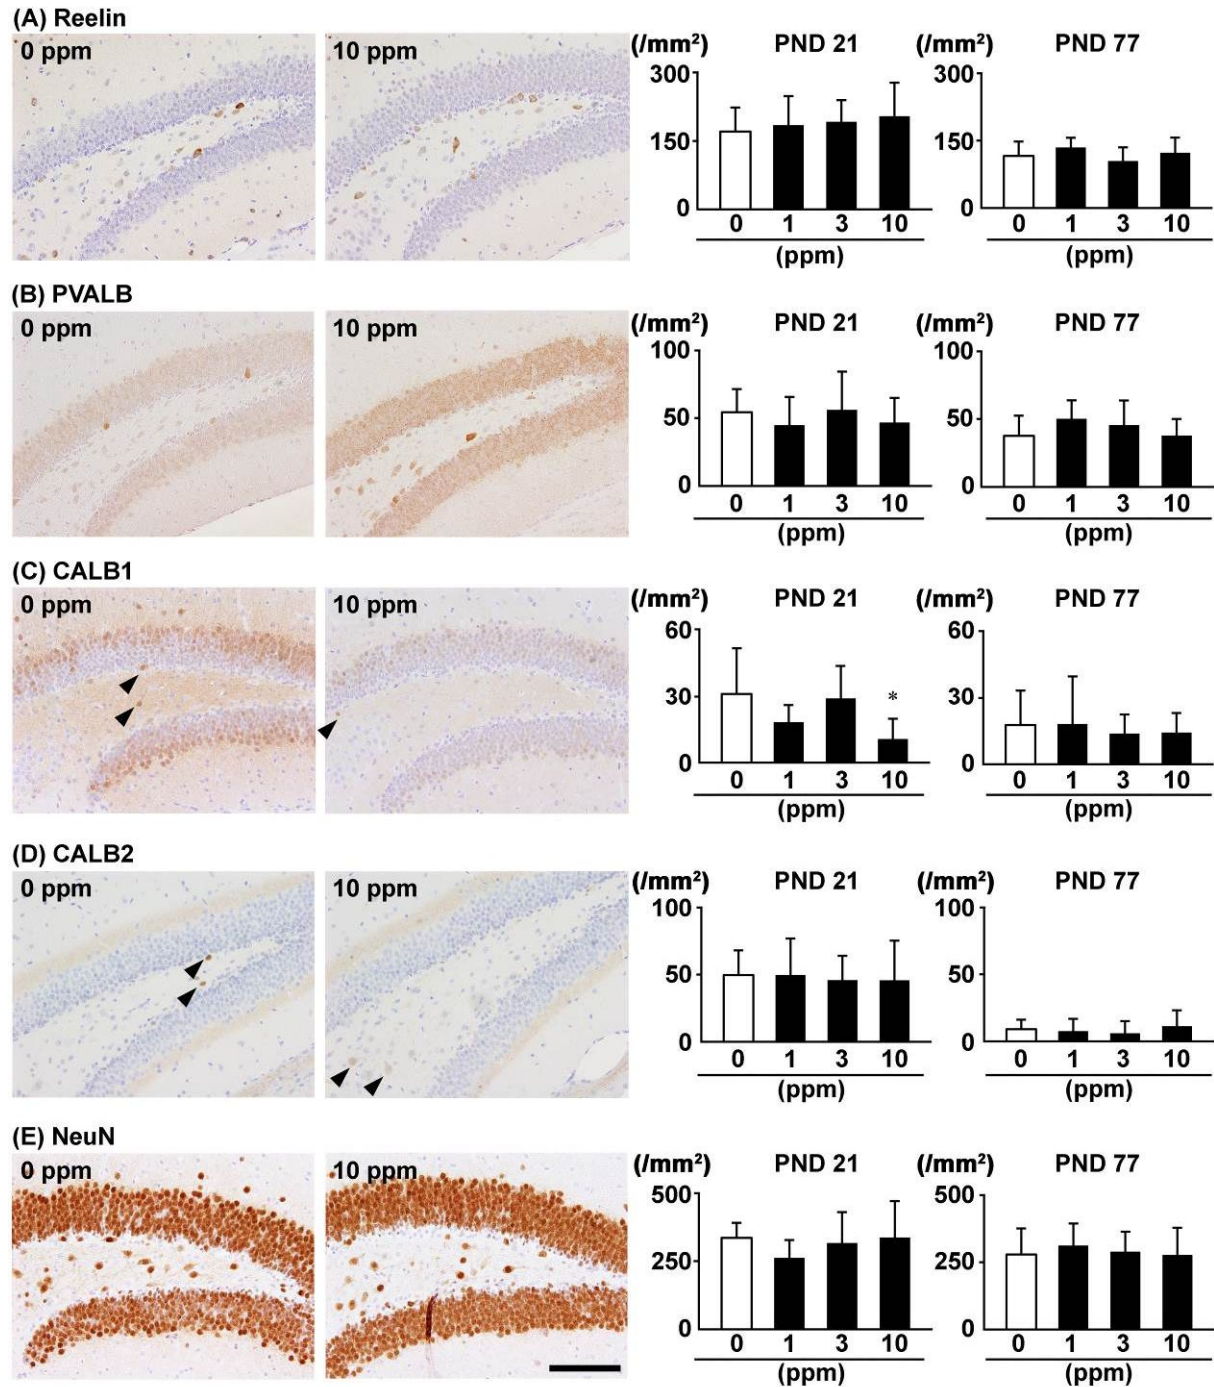 (A) Reelin
0 ppm
10 ppm
(/mm²) PND 21
300
150
0
0 1 3 10
(ppm)
(/mm²) PND 77
300
150
0
0 1 3 10
(ppm)
(B) PVALB
0 ppm
10 ppm
(/mm²) PND 21
100
50
0
0 1 3 10
(ppm)
(/mm²) PND 77
100
50
0
0 1 3 10
(ppm)
(C) CALB1
0 ppm
10 ppm
(/mm²) PND 21
60
30
0
*
0 1 3 10
(ppm)
(/mm²) PND 77
60
30
0
0 1 3 10
(ppm)
(D) CALB2
0 ppm
10 ppm
(/mm²) PND 21
100
50
0
0 1 3 10
(ppm)
(/mm²) PND 77
100
50
0
0 1 3 10
(ppm)
(E) NeuN
0 ppm
10 ppm
(/mm²) PND 21
500
250
0
0 1 3 10
(ppm)
(/mm²) PND 77
500
250
0
0 1 3 10
(ppm)